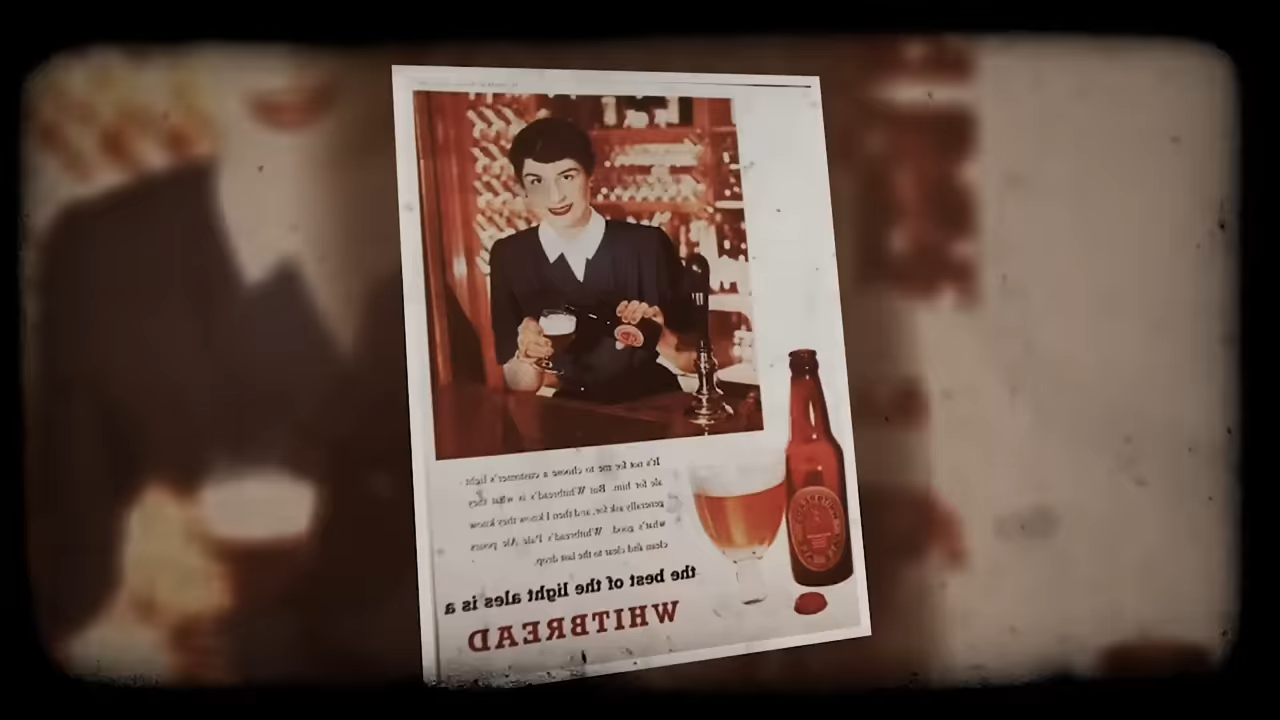 It's not for me to choose a customer's light
ale for him. But Whitbread's is what they
generally ask for, and then I know they know
what's good. Whitbread's Pale Ale pours
clean and clear to the last drop.
the best of the light ales is a
WHITBREAD